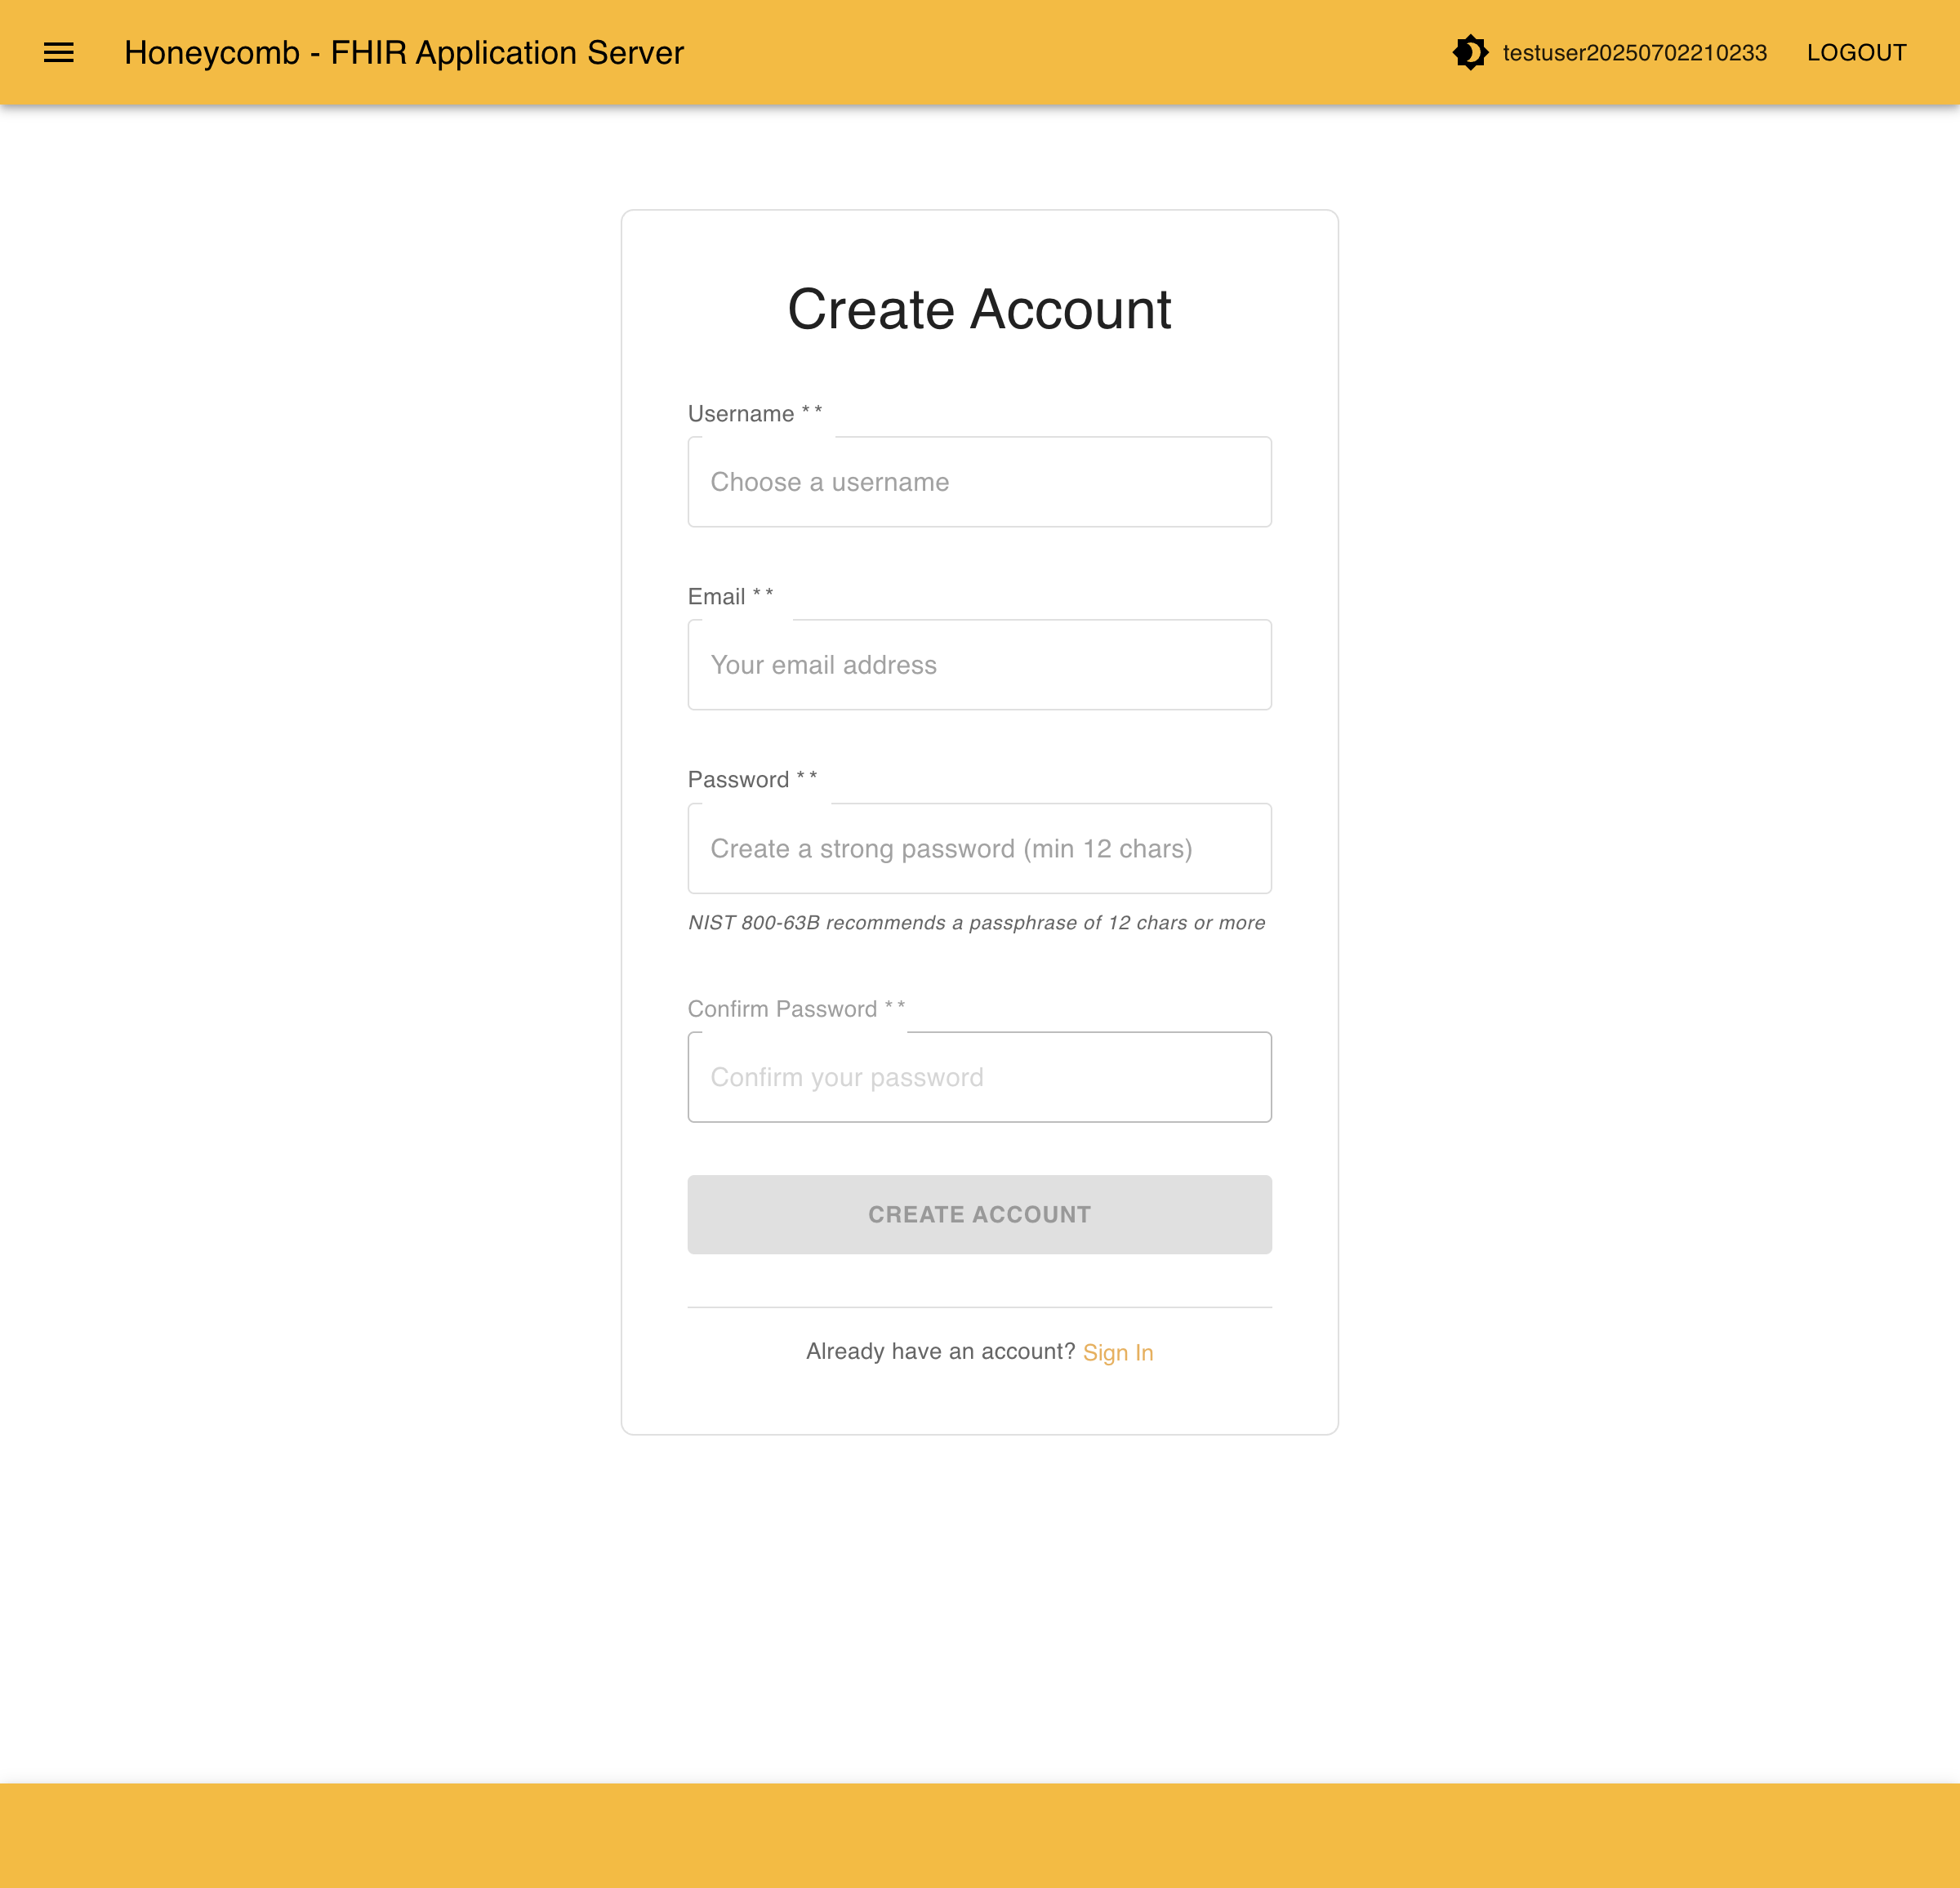 Honeycomb - FHIR Application Server
testuser20250702210233
LOGOUT
Create Account
Username * *
Choose a username
Email * *
Your email address
Password * *
Create a strong password (min 12 chars)
NIST 800-63B recommends a passphrase of 12 chars or more
Confirm Password * *
Confirm your password
CREATE ACCOUNT
Already have an account? Sign In